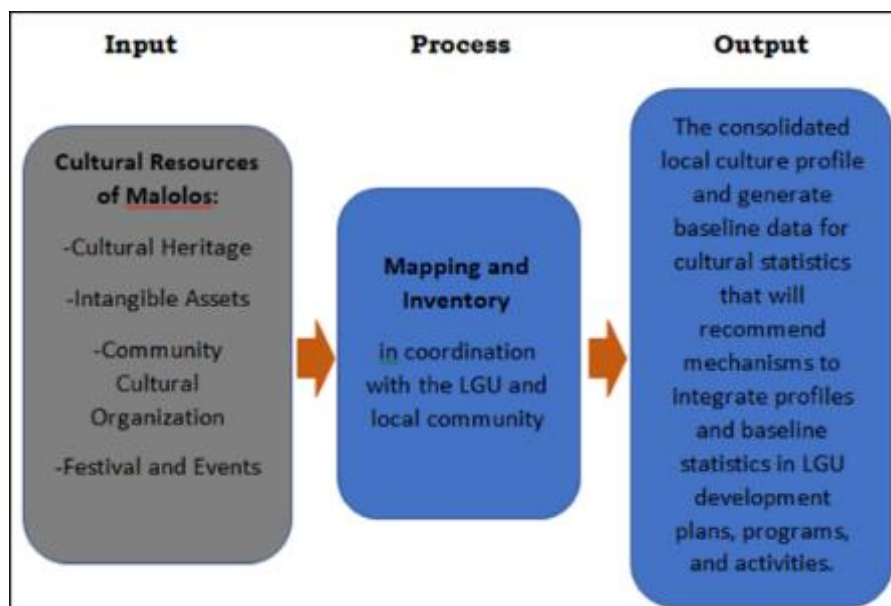 Input
Process
Output
Cultural Resources
of Malolos:
-Cultural Heritage
-Intangible Assets
-Community
Cultural
Organization
-Festival and Events
Mapping and
Inventory
in coordination
with the LGU and
local community
The consolidated
local culture profile
and generate
baseline data for
cultural statistics
that will
recommend
mechanisms to
integrate profiles
and baseline
statistics in LGU
development
plans, programs,
and activities.